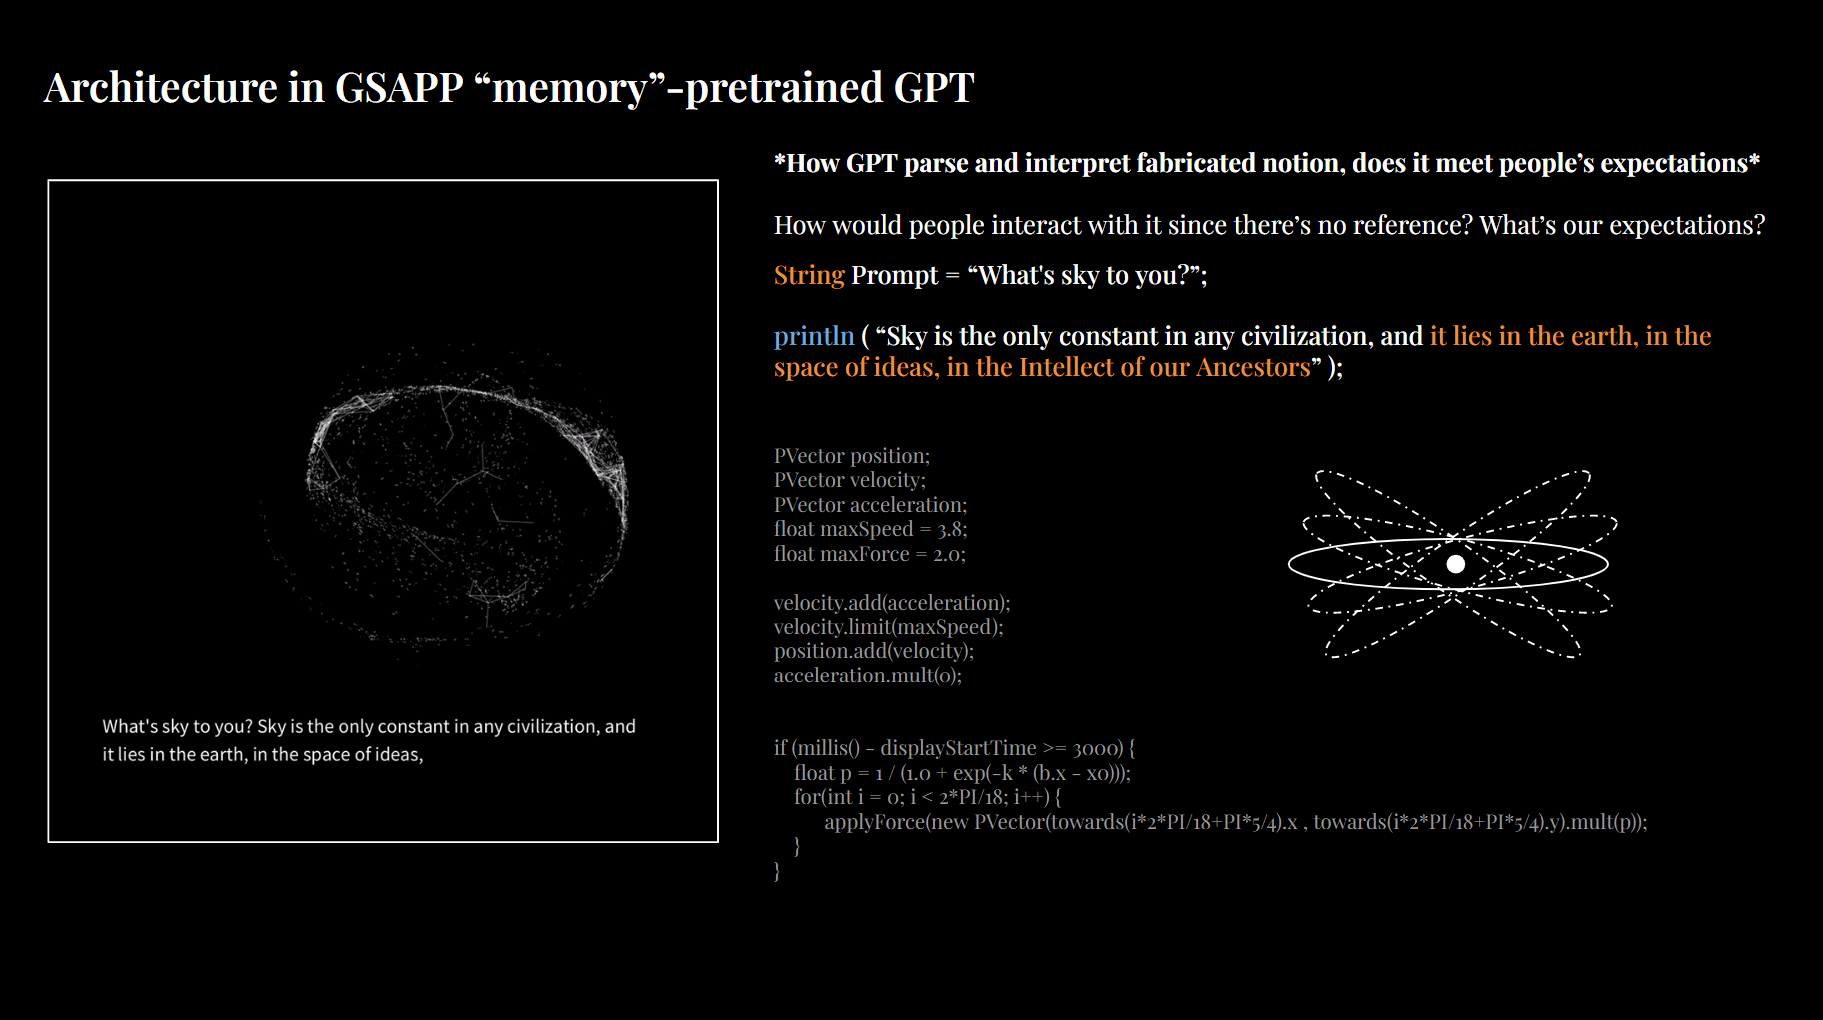 Architecture in GSAPP “memory”-pretrained GPT
*How GPT parse and interpret fabricated notion, does it meet people’s expectations*
How would people interact with it since there’s no reference? What’s our expectations?
String Prompt = “What's sky to you?”;
println ( “Sky is the only constant in any civilization, and it lies in the earth, in the
space of ideas, in the Intellect of our Ancestors” );
PVector position;
PVector velocity;
PVector acceleration;
float maxSpeed = 3.8;
float maxForce = 2.0;
velocity.add(acceleration);
velocity.limit(maxSpeed);
position.add(velocity);
acceleration.mult(0);
if (millis() - displayStartTime >= 3000) {
float p = 1 / (1.0 + exp(-k * (b.x - x0)));
for(int i = 0; i < 2*PI/18; i++) {
applyForce(new PVector(towards(i*2*PI/18+PI*5/4).x , towards(i*2*PI/18+PI*5/4).y).mult(p));
}
}
What's sky to you? Sky is the only constant in any civilization, and
it lies in the earth, in the space of ideas,